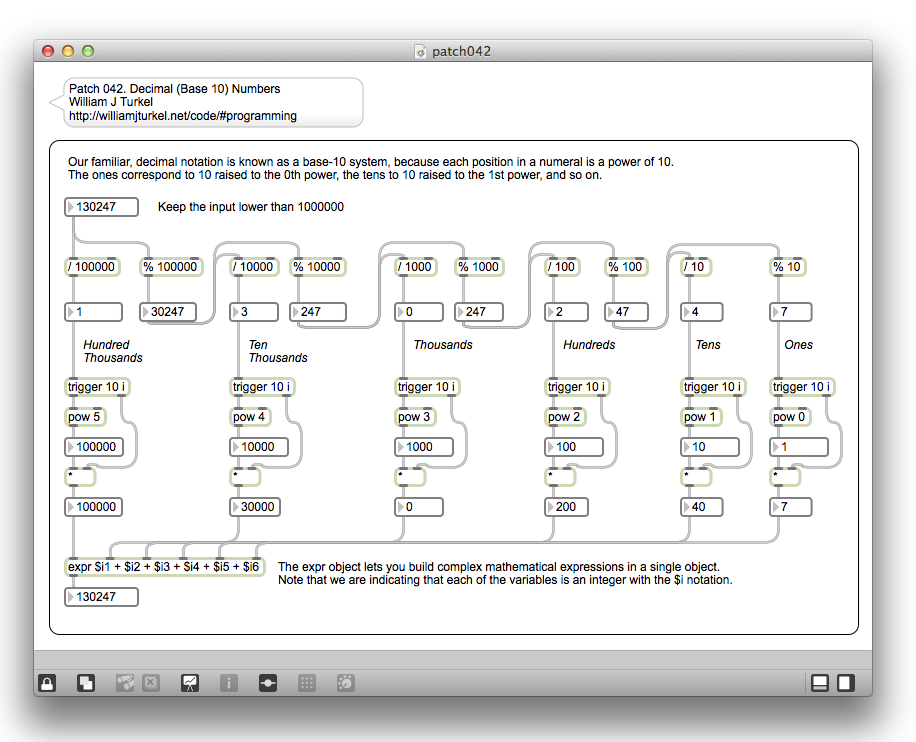 patch042
Patch 042. Decimal (Base 10) Numbers
William J Turkel
http://williamjturkel.net/code/#programming
Our familiar, decimal notation is known as a base-10 system, because each position in a numeral is a power of 10.
The ones correspond to 10 raised to the 0th power, the tens to 10 raised to the 1st power, and so on.
130247 Keep the input lower than 1000000
/ 100000 % 100000 / 10000 % 10000 / 1000 % 1000 / 100 % 100 / 10 % 10
1 30247 3 247 0 247 2 47 4 7
Hundred Ten Thousands Hundreds Tens Ones
Thousands Thousands
trigger 10 i trigger 10 i trigger 10 i trigger 10 i trigger 10 i trigger 10 i
pow 5 pow 4 pow 3 pow 2 pow 1 pow 0
100000 10000 1000 100 10 1
* * * * * *
100000 30000 0 200 40 7
expr $i1 + $i2 + $i3 + $i4 + $i5 + $i6 The expr object lets you build complex mathematical expressions in a single object.
Note that we are indicating that each of the variables is an integer with the $i notation.
130247